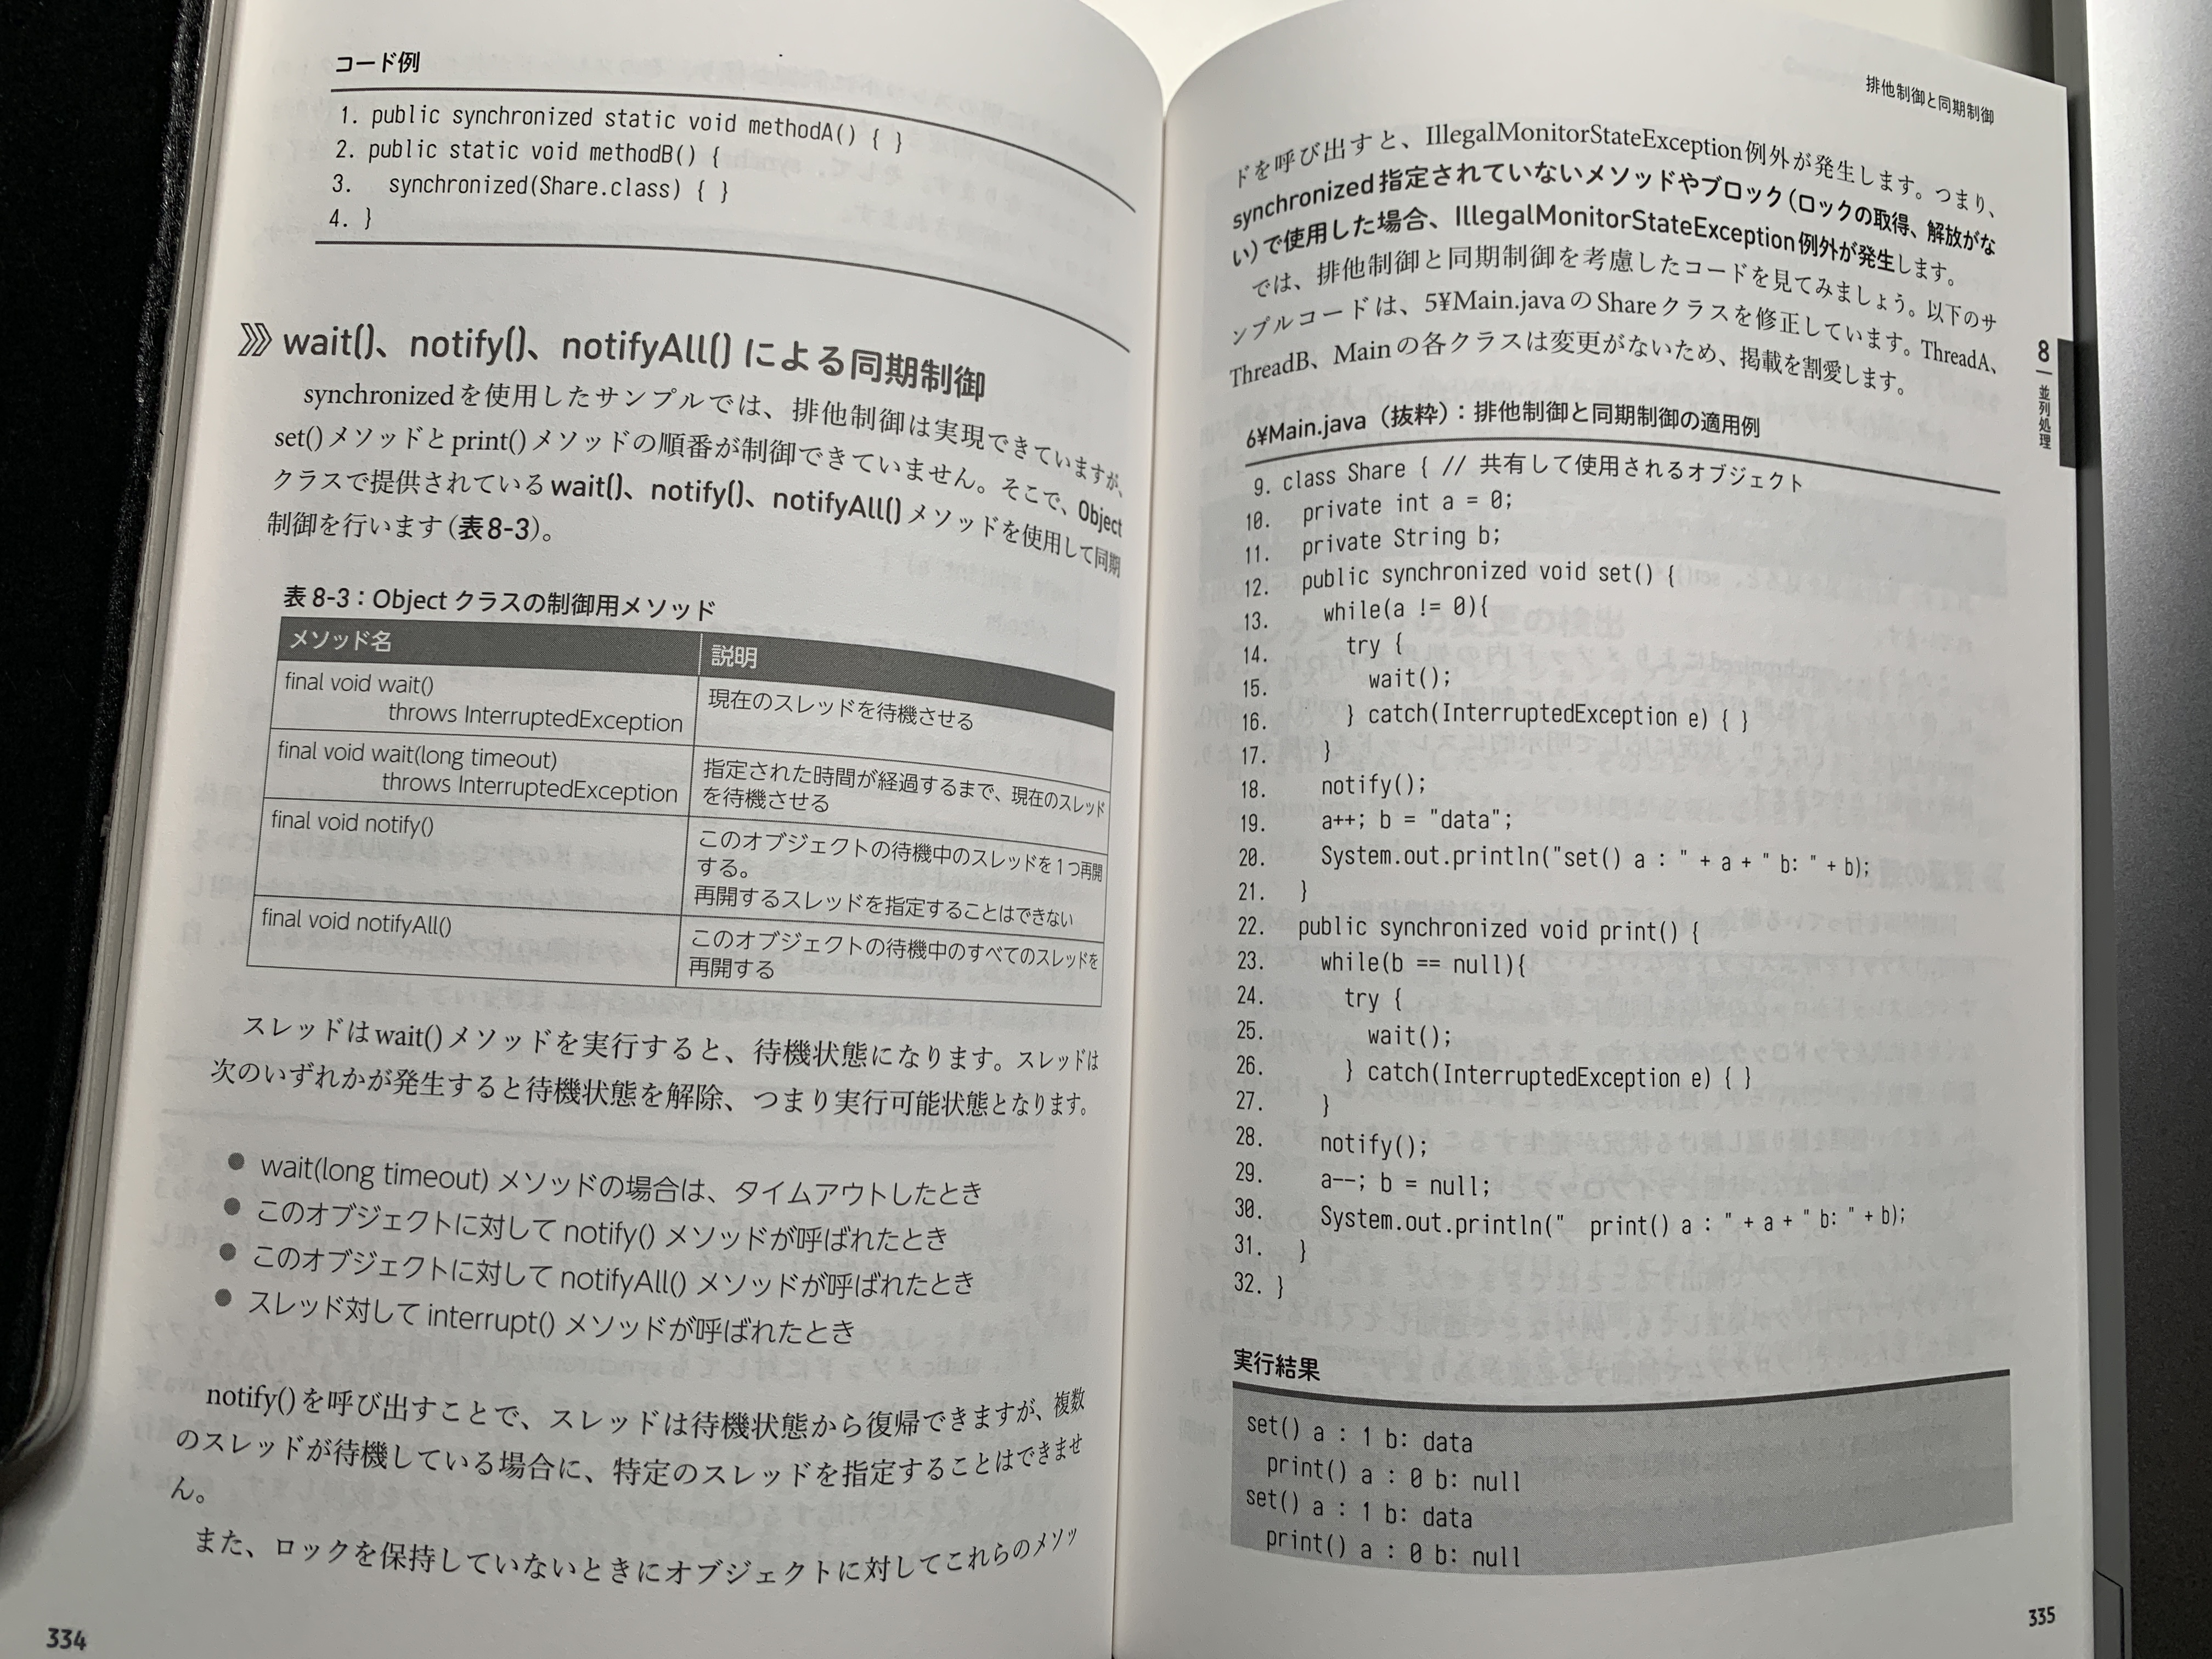 コード例
1. public synchronized static void methodA() { }
2. public static void methodB() {
3.   synchronized(Share.class) { }
4. }
wait()、notify()、notifyAll() による同期制御
synchronizedを使用したサンプルでは、排他制御は実現できていますが、
set()メソッドとprint()メソッドの順番が制御できていません。そこで、Object
クラスで提供されているwait()、notify()、notifyAll()メソッドを使用して同期
制御を行います(表8-3)。
表 8-3：Object クラスの制御用メソッド
メソッド名 説明
final void wait()
throws InterruptedException
現在のスレッドを待機させる
final void wait(long timeout)
throws InterruptedException
指定された時間が経過するまで、現在のスレッド
を待機させる
final void notify()
このオブジェクトの待機中のスレッドを1つ再開
する。
再開するスレッドを指定することはできない
final void notifyAll()
このオブジェクトの待機中のすべてのスレッドを
再開する
スレッドはwait()メソッドを実行すると、待機状態になります。スレッドは
次のいずれかが発生すると待機状態を解除、つまり実行可能状態となります。
● wait(long timeout) メソッドの場合は、タイムアウトしたとき
● このオブジェクトに対して notify() メソッドが呼ばれたとき
● このオブジェクトに対して notifyAll() メソッドが呼ばれたとき
● スレッド対して interrupt() メソッドが呼ばれたとき
notify()を呼び出すことで、スレッドは待機状態から復帰できますが、複数
のスレッドが待機している場合に、特定のスレッドを指定することはできませ
ん。
また、ロックを保持していないときにオブジェクトに対してこれらのメソッ
334
排他制御と同期制御
ドを呼び出すと、IllegalMonitorStateException例外が発生します。つまり、
synchronized指定されていないメソッドやブロック(ロックの取得、解放がな
い)で使用した場合、IllegalMonitorStateException例外が発生します。
では、排他制御と同期制御を考慮したコードを見てみましょう。以下のサ
ンプルコードは、5¥Main.javaのShareクラスを修正しています。ThreadA、
ThreadB、Mainの各クラスは変更がないため、掲載を割愛します。
8
並列処理
6¥Main.java（抜粋）：排他制御と同期制御の適用例
9. class Share { // 共有して使用されるオブジェクト
10.   private int a = 0;
11.   private String b;
12.   public synchronized void set() {
13.     while(a != 0){
14.       try {
15.         wait();
16.       } catch(InterruptedException e) { }
17.     }
18.     notify();
19.     a++; b = "data";
20.     System.out.println("set() a : " + a + " b: " + b);
21.   }
22.   public synchronized void print() {
23.     while(b == null){
24.       try {
25.         wait();
26.       } catch(InterruptedException e) { }
27.     }
28.     notify();
29.     a--; b = null;
30.     System.out.println("  print() a : " + a + " b: " + b);
31.   }
32. }
実行結果
set() a : 1 b: data
  print() a : 0 b: null
set() a : 1 b: data
  print() a : 0 b: null
335